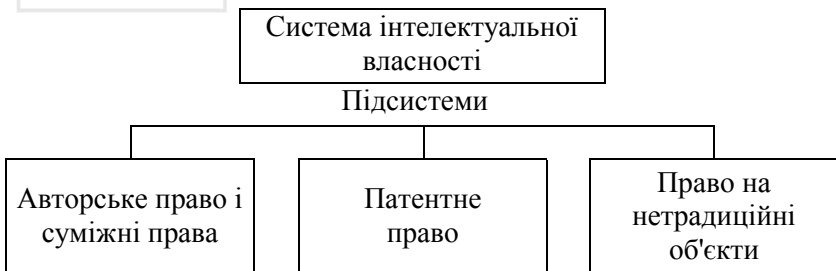 Система інтелектуальної
власності
Підсистеми
Авторське право і
суміжні права
Патентне
право
Право на
нетрадиційні
об'єкти